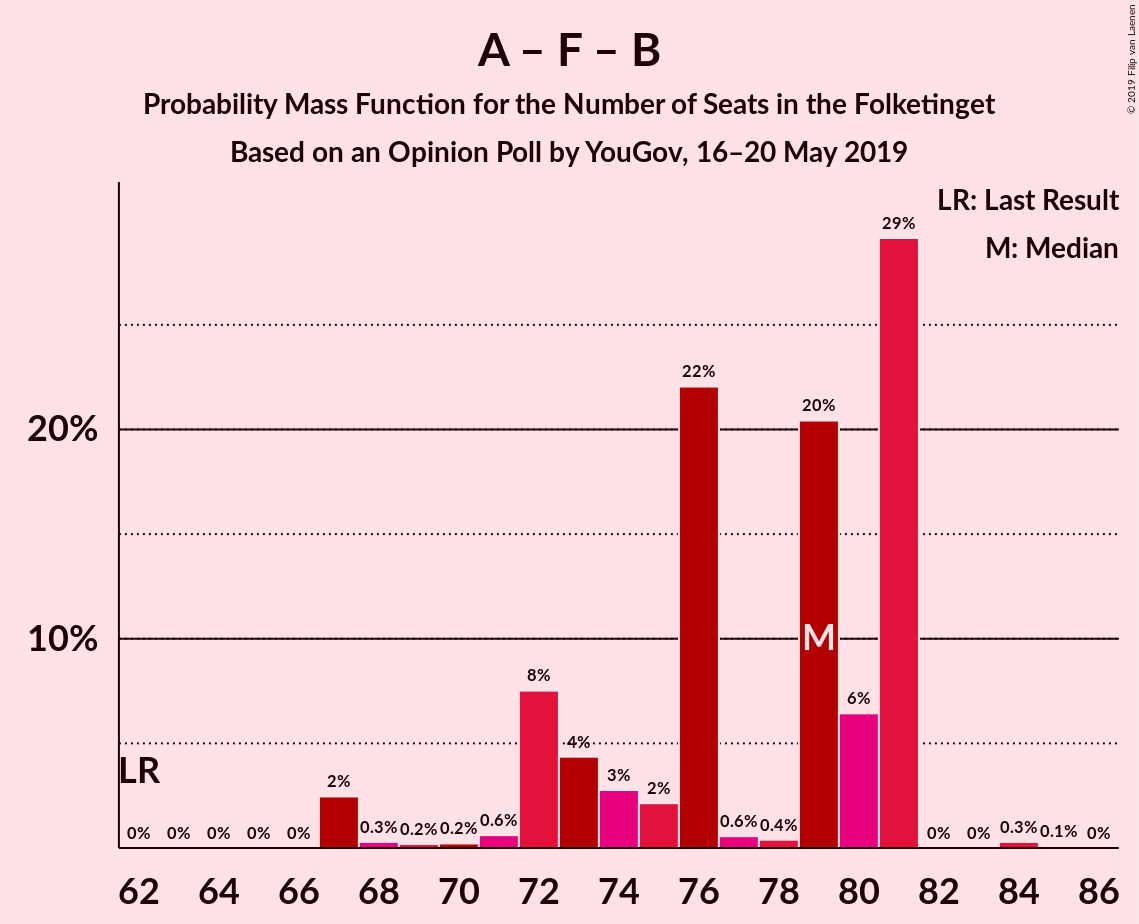 A – F – B
Probability Mass Function for the Number of Seats in the Folketinget
Based on an Opinion Poll by YouGov, 16–20 May 2019
© 2019 Filip van Laenen
LR: Last Result
M: Median
29%
22%
20%
20%
8%
6%
10%
M
4%
3%
2%
LR
2%
0% 0% 0% 0% 0% 0.3% 0.2% 0.2% 0.6% 0.6% 0.4% 0% 0% 0.3% 0.1% 0%
62 64 66 68 70 72 74 76 78 80 82 84 86